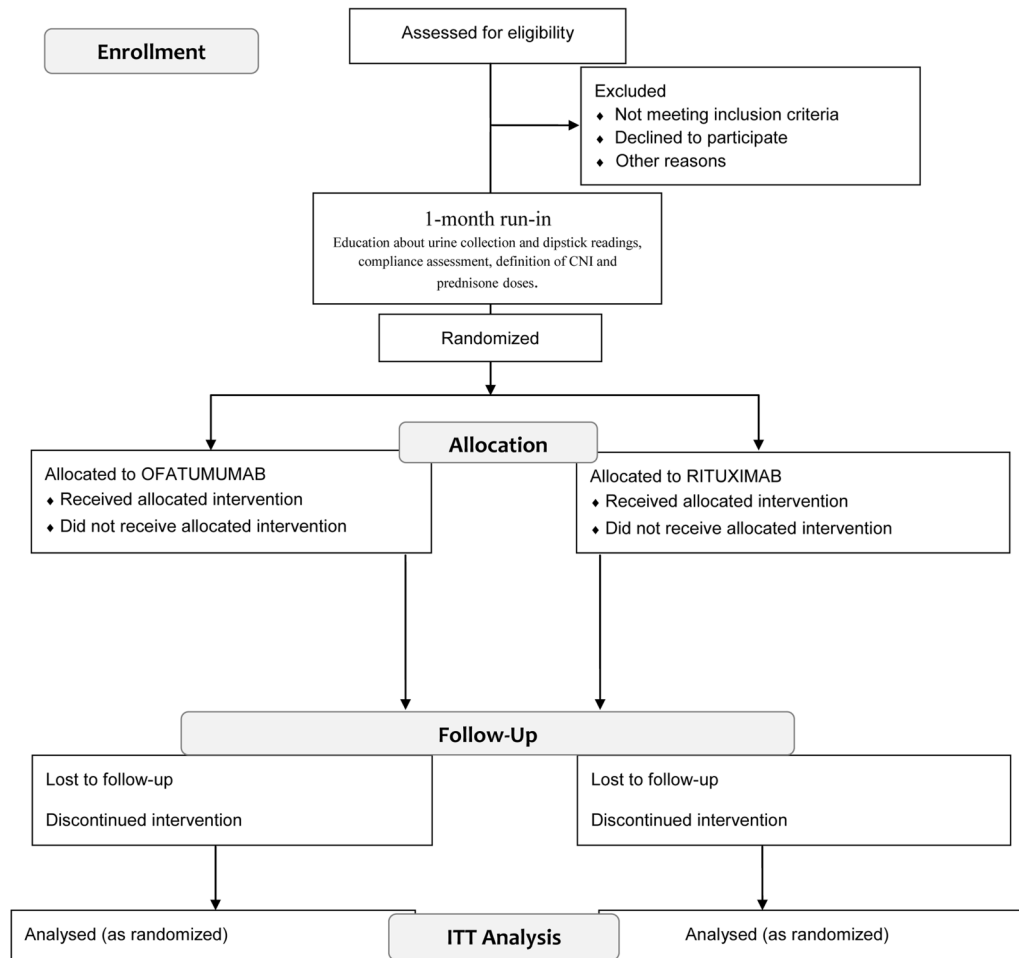 Enrollment
Assessed for eligibility
Excluded
♦ Not meeting inclusion criteria
♦ Declined to participate
♦ Other reasons
1-month run-in
Education about urine collection and dipstick readings,
compliance assessment, definition of CNI and
prednisone doses.
Randomized
Allocation
Allocated to OFATUMUMAB
♦ Received allocated intervention
♦ Did not receive allocated intervention
Allocated to RITUXIMAB
♦ Received allocated intervention
♦ Did not receive allocated intervention
Follow-Up
Lost to follow-up
Discontinued intervention
Lost to follow-up
Discontinued intervention
ITT Analysis
Analysed (as randomized)
Analysed (as randomized)